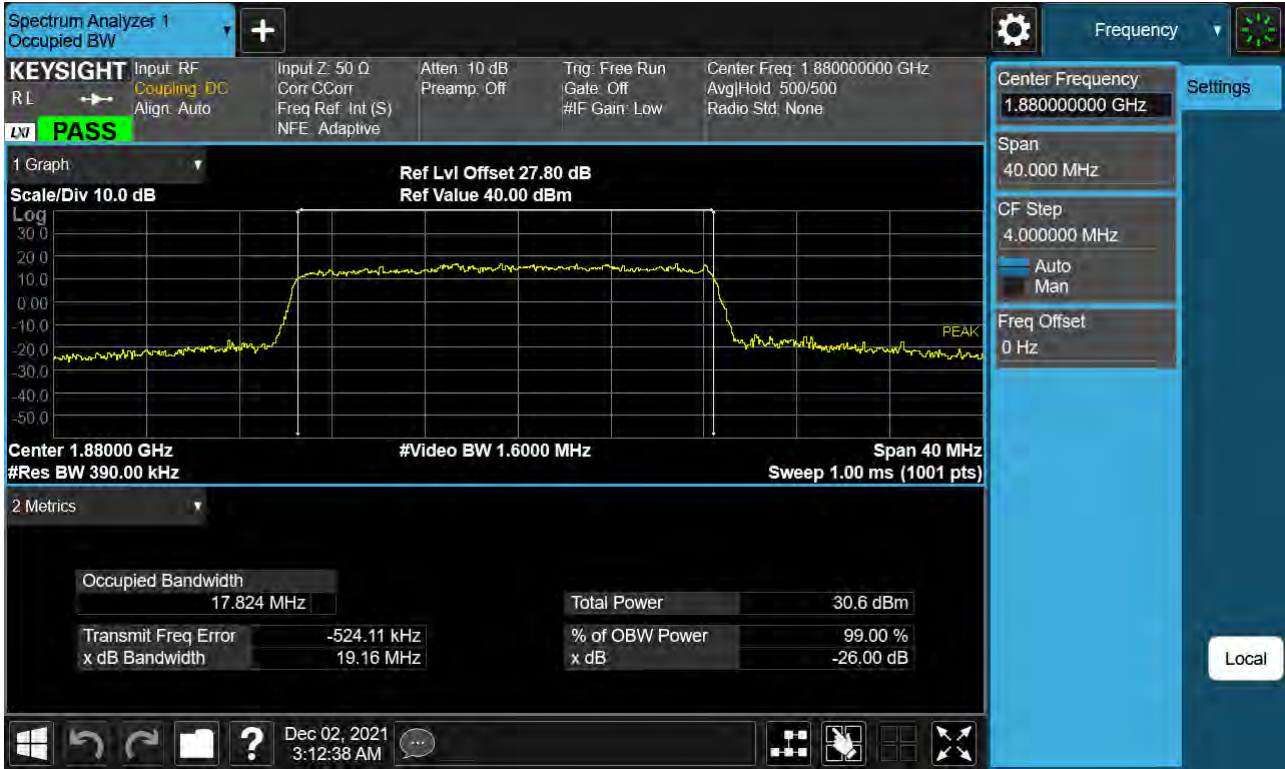 Spectrum Analyzer 1
Occupied BW
+
Frequency
KEYSIGHT
RL
LXI
PASS
Input: RF
Coupling: DC
Align: Auto
Input Z: 50 Ω
Corr CCorr
Freq Ref: Int (S)
NFE: Adaptive
Atten: 10 dB
Preamp: Off
Trig: Free Run
Gate: Off
#IF Gain: Low
Center Freq: 1.880000000 GHz
Avg|Hold: 500/500
Radio Std: None
Center Frequency
1.880000000 GHz
Settings
Span
40.000 MHz
CF Step
4.000000 MHz
Auto
Man
Freq Offset
0 Hz
Local
1 Graph
Scale/Div 10.0 dB
Ref Lvl Offset 27.80 dB
Ref Value 40.00 dBm
Log
30.0
20.0
10.0
0.00
-10.0
-20.0
-30.0
-40.0
-50.0
PEAK
Center 1.88000 GHz
#Res BW 390.00 kHz
#Video BW 1.6000 MHz
Span 40 MHz
Sweep 1.00 ms (1001 pts)
2 Metrics
Occupied Bandwidth
17.824 MHz
Transmit Freq Error -524.11 kHz
x dB Bandwidth 19.16 MHz
Total Power 30.6 dBm
% of OBW Power 99.00 %
x dB -26.00 dB
?
Dec 02, 2021
3:12:38 AM